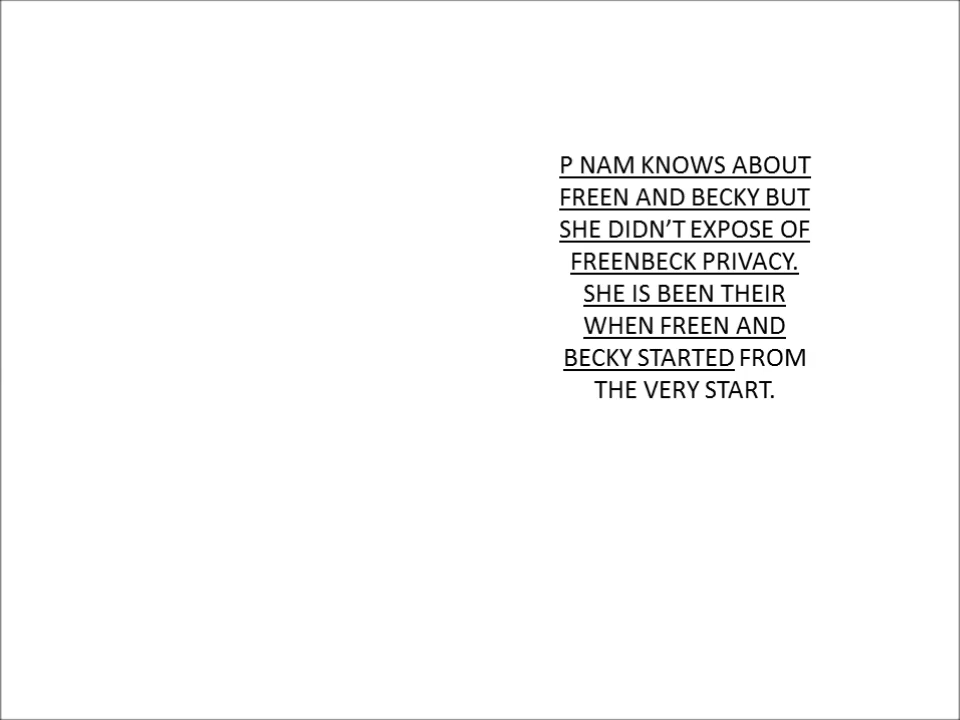 P NAM KNOWS ABOUT
FREEN AND BECKY BUT
SHE DIDN’T EXPOSE OF
FREENBECK PRIVACY.
SHE IS BEEN THEIR
WHEN FREEN AND
BECKY STARTED FROM
THE VERY START.